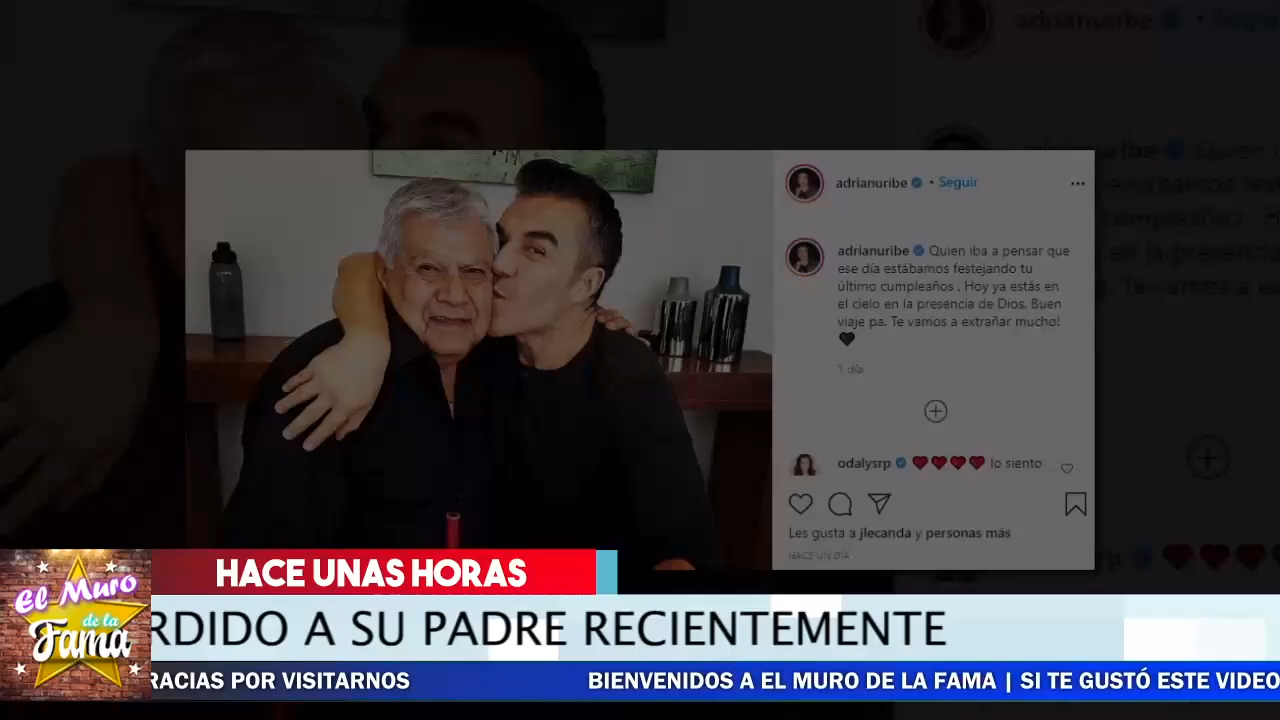 adrianuribe • Seguir
adrianuribe Quien iba a pensar que
ese día estábamos festejando tu
último cumpleaños . Hoy ya estás en
el cielo en la presencia de Dios. Buen
viaje pa. Te vamos a extrañar mucho!
1 día
odalysrp lo siento
Les gusta a jlecanda y personas más
HACE UN DÍA
HACE UNAS HORAS
RDIDO A SU PADRE RECIENTEMENTE
El Muro
de la
Fama
RACIAS POR VISITARNOS
BIENVENIDOS A EL MURO DE LA FAMA | SI TE GUSTÓ ESTE VIDEO